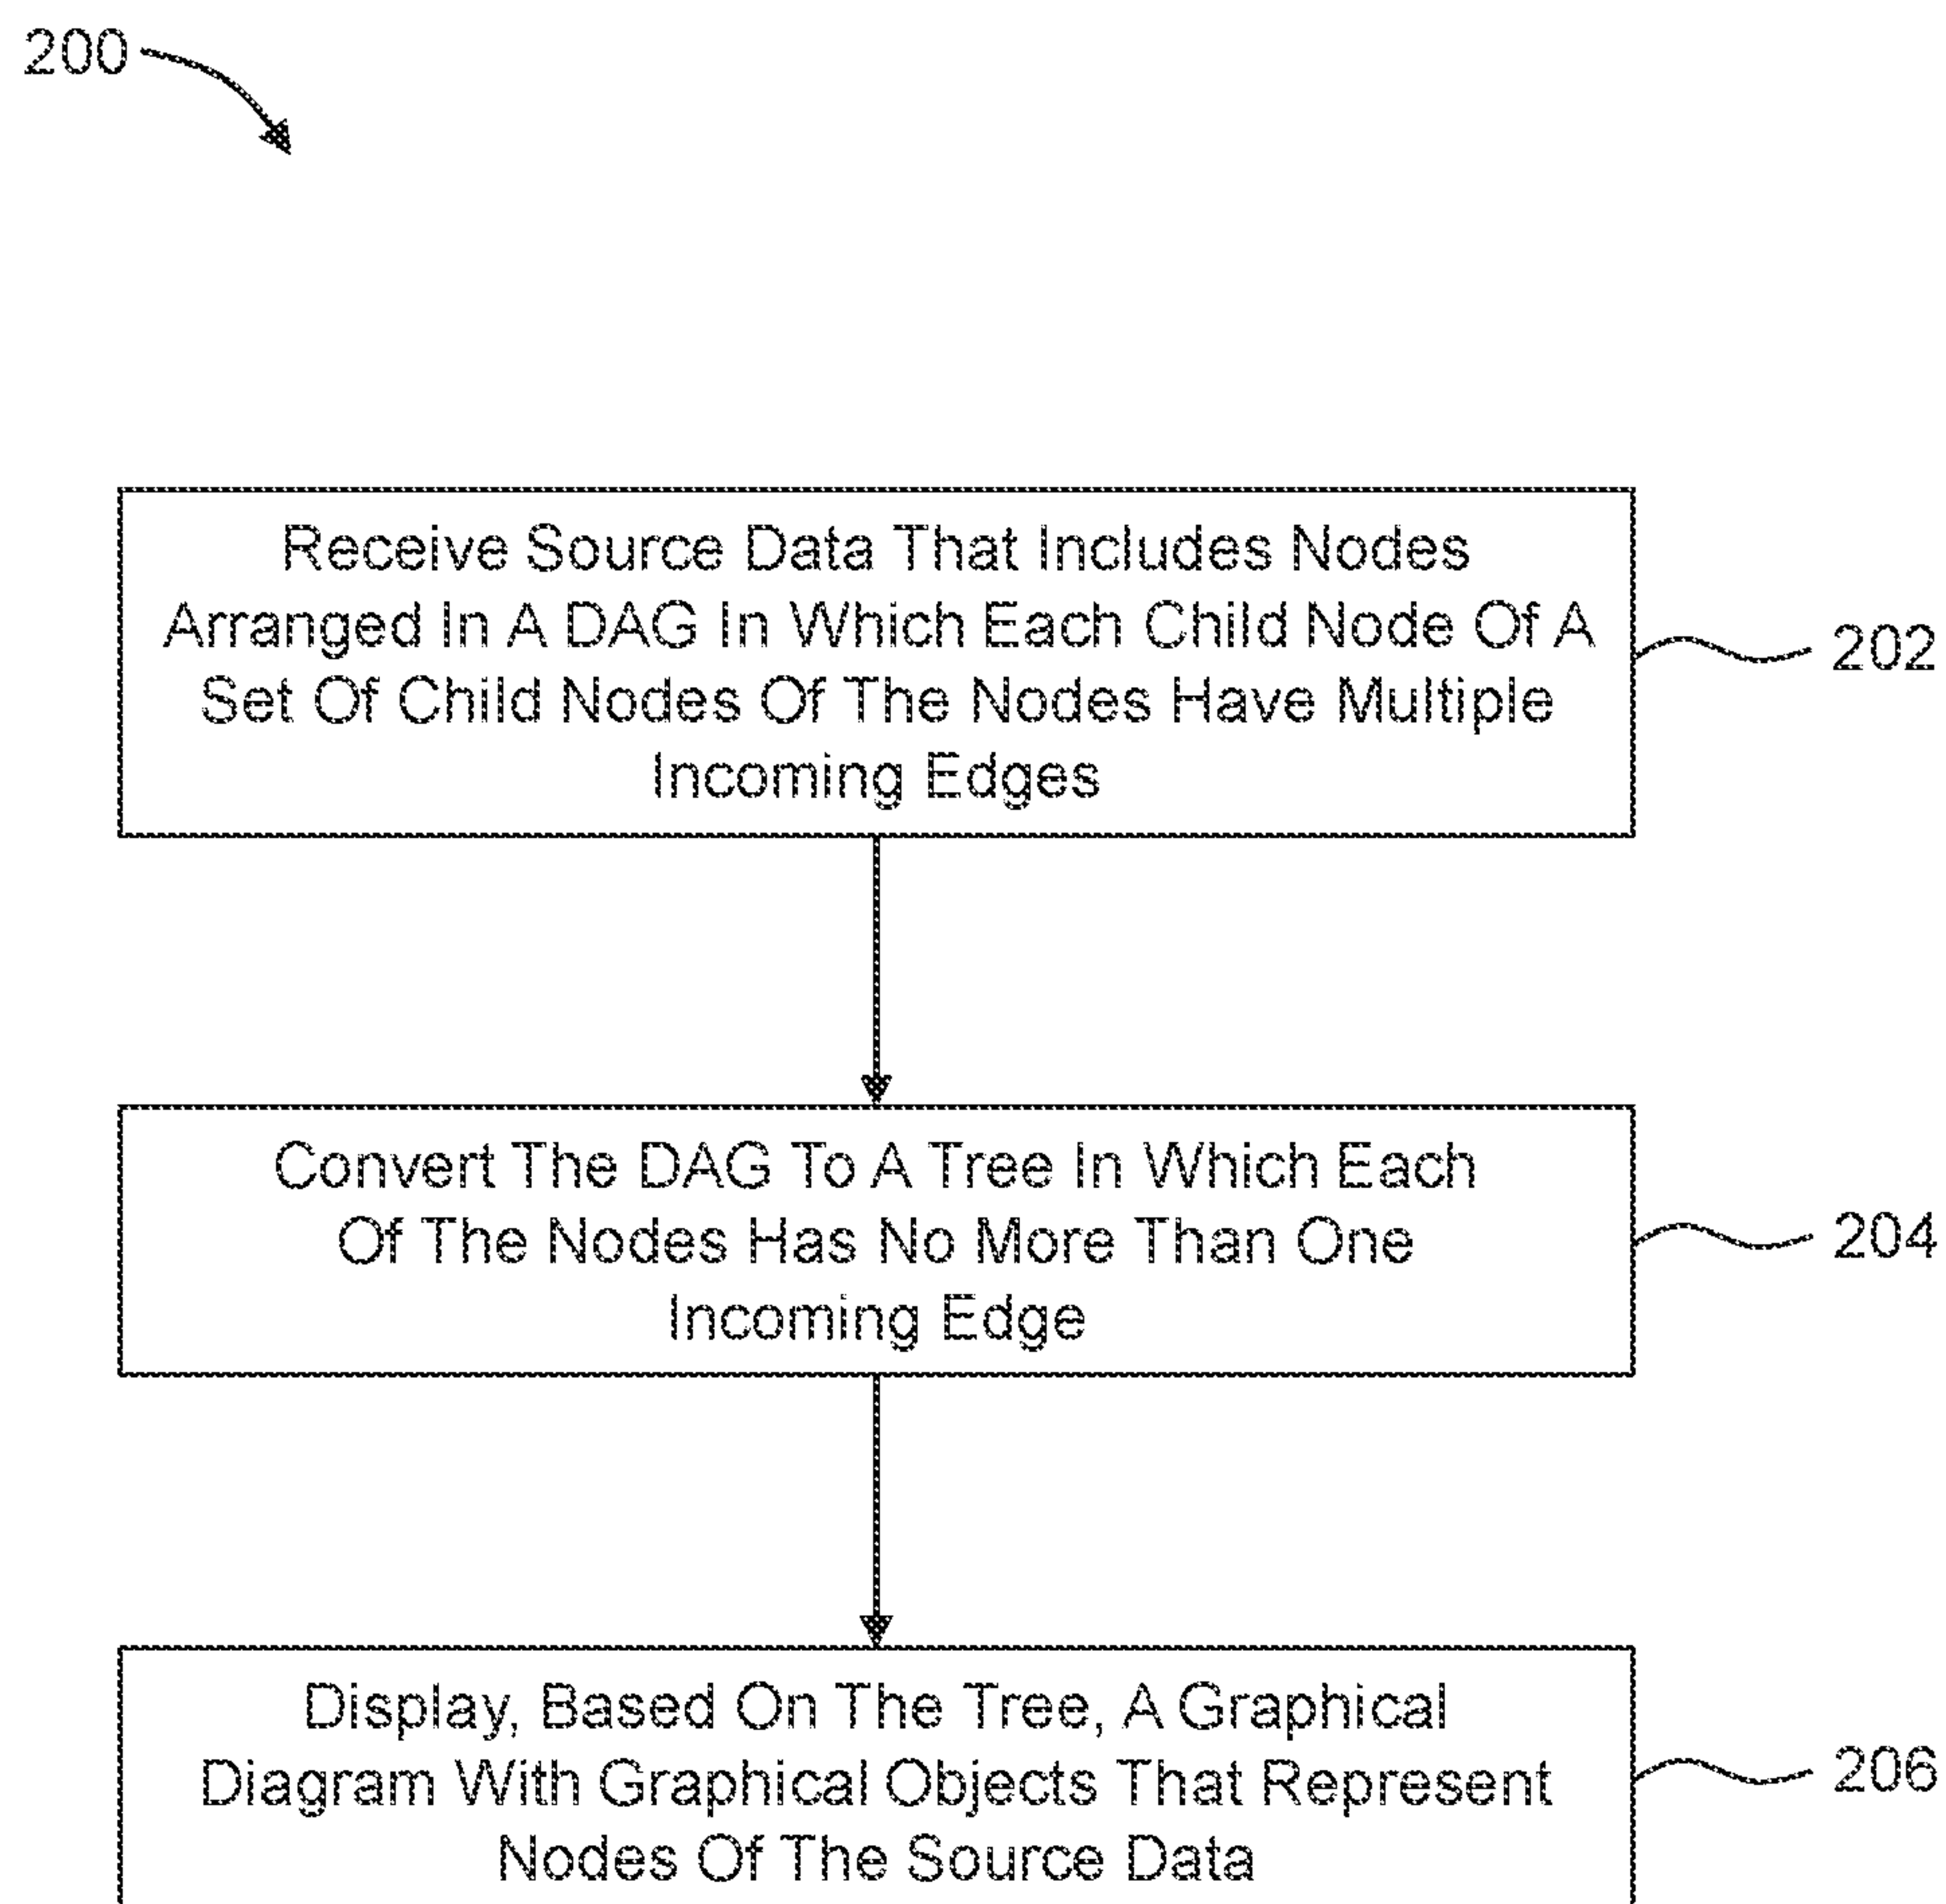 200
Receive Source Data That Includes Nodes
Arranged In A DAG In Which Each Child Node Of A
Set Of Child Nodes Of The Nodes Have Multiple
Incoming Edges
202
Convert The DAG To A Tree In Which Each
Of The Nodes Has No More Than One
Incoming Edge
204
Display, Based On The Tree, A Graphical
Diagram With Graphical Objects That Represent
Nodes Of The Source Data
206